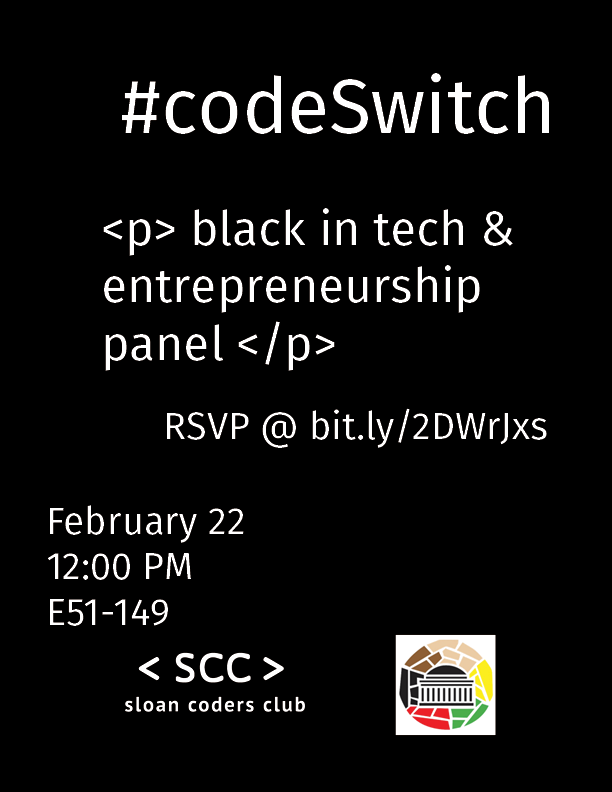 #codeSwitch
<p> black in tech &
entrepreneurship
panel </p>
RSVP @ bit.ly/2DWrJxs
February 22
12:00 PM
E51-149
< SCC >
sloan coders club